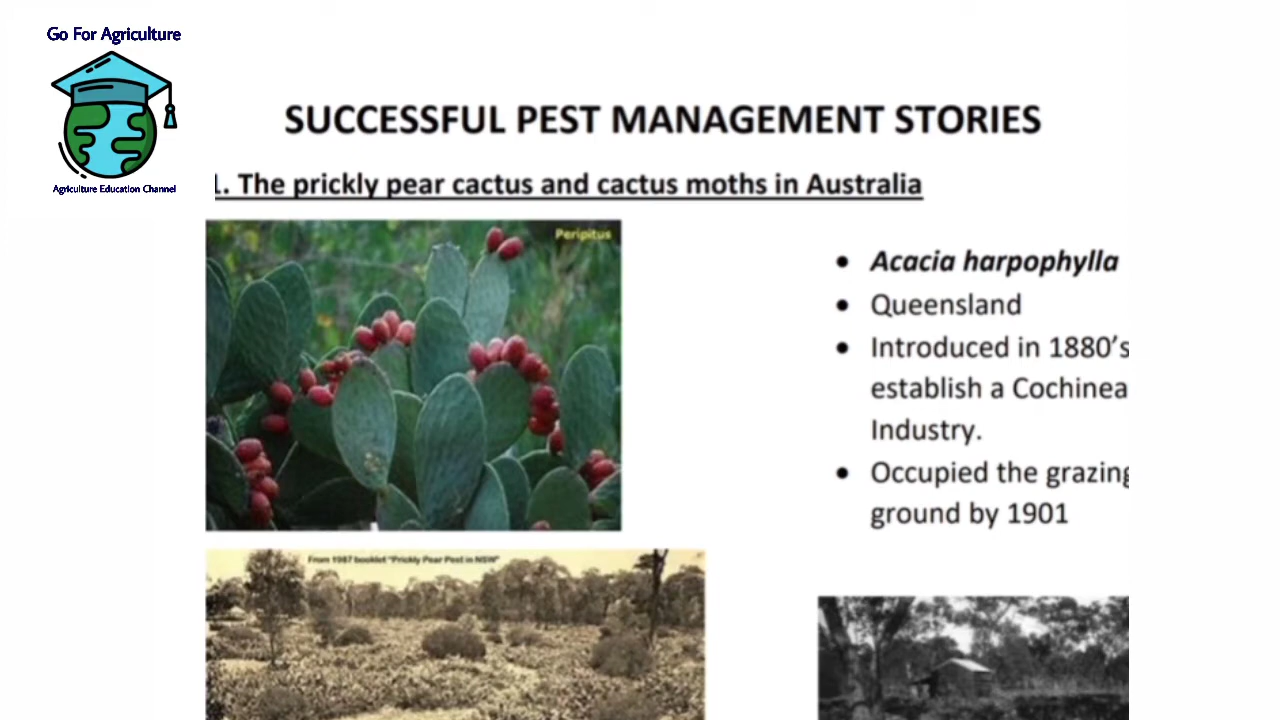 Go For Agriculture
Agriculture Education Channel
SUCCESSFUL PEST MANAGEMENT STORIES
1. The prickly pear cactus and cactus moths in Australia
Peripitus
• Acacia harpophylla
• Queensland
• Introduced in 1880's
establish a Cochinea
Industry.
• Occupied the grazing
ground by 1901
From 1987 booklet "Prickly Pear Pest in NSW"